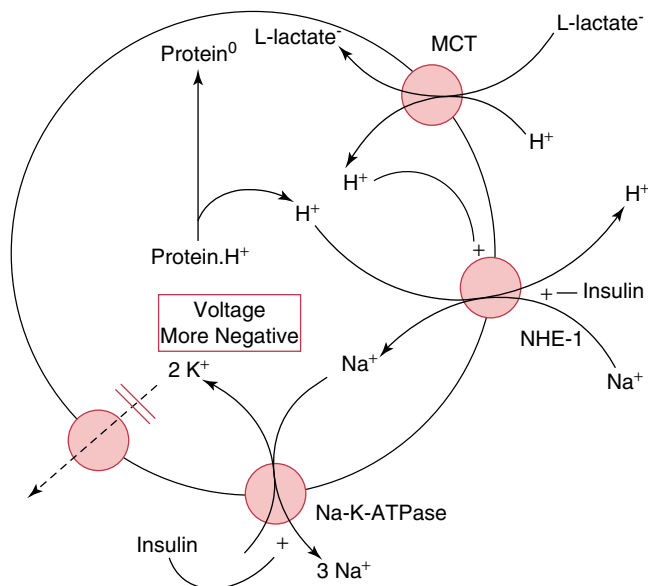 L-lactate⁻
MCT
L-lactate⁻
Protein⁰
H⁺
H⁺
H⁺
H⁺
+
Protein.H⁺
+
Insulin
Voltage
More Negative
NHE-1
2 K⁺
Na⁺
Na⁺
Na-K-ATPase
Insulin
+
3 Na⁺